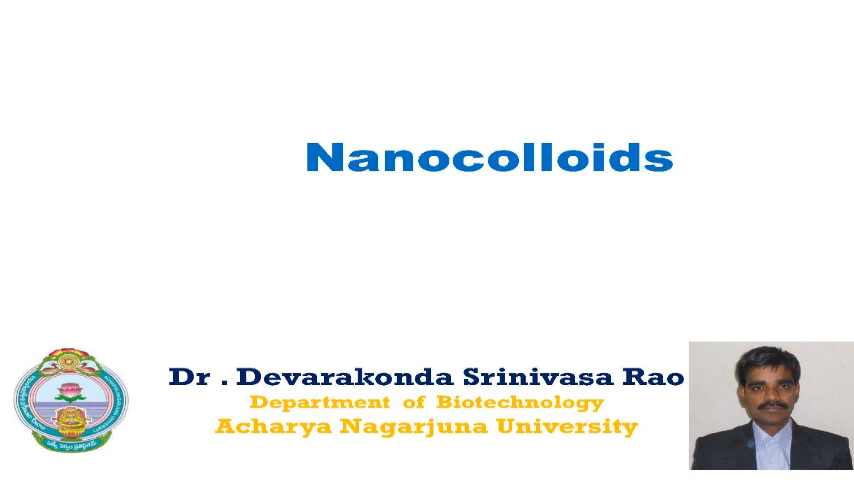 Nanocolloids
Dr . Devarakonda Srinivasa Rao
Department of Biotechnology
Acharya Nagarjuna University